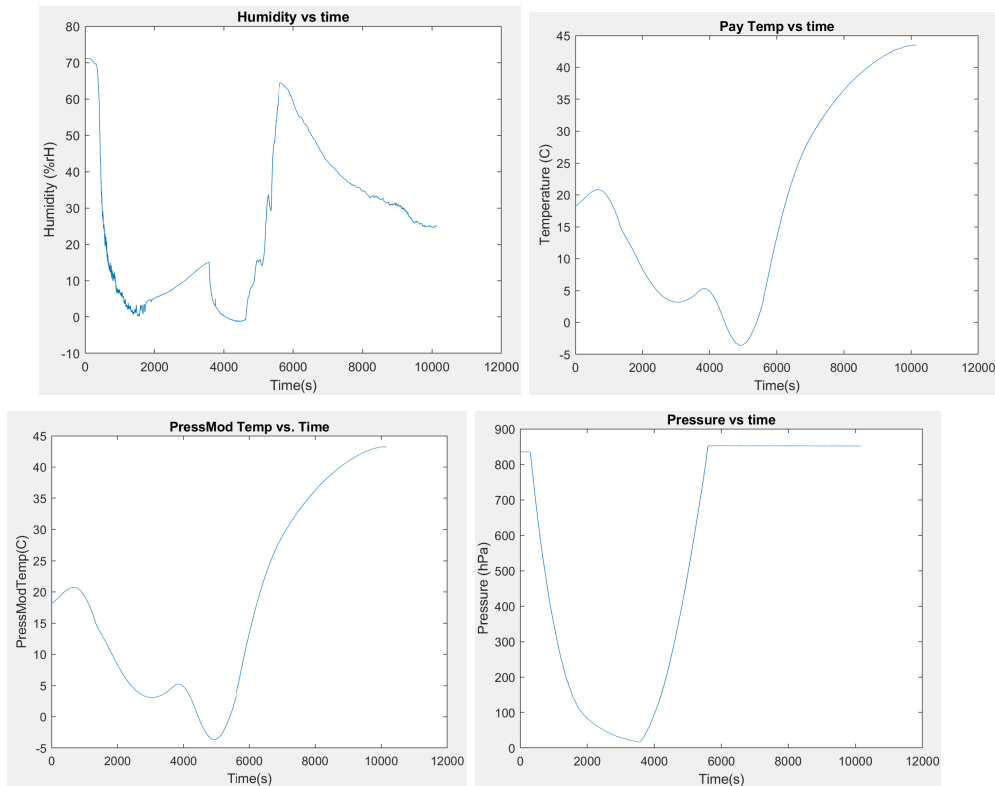 Humidity vs time
80
70
60
50
40
30
20
10
0
-10
Humidity (%rH)
0 2000 4000 6000 8000 10000 12000
Time(s)
Pay Temp vs time
45
40
35
30
25
20
15
10
5
0
-5
Temperature (C)
0 2000 4000 6000 8000 10000 12000
Time(s)
PressMod Temp vs. Time
45
40
35
30
25
20
15
10
5
0
-5
PressModTemp(C)
0 2000 4000 6000 8000 10000 12000
Time(s)
Pressure vs time
900
800
700
600
500
400
300
200
100
0
Pressure (hPa)
0 2000 4000 6000 8000 10000 12000
Time(s)